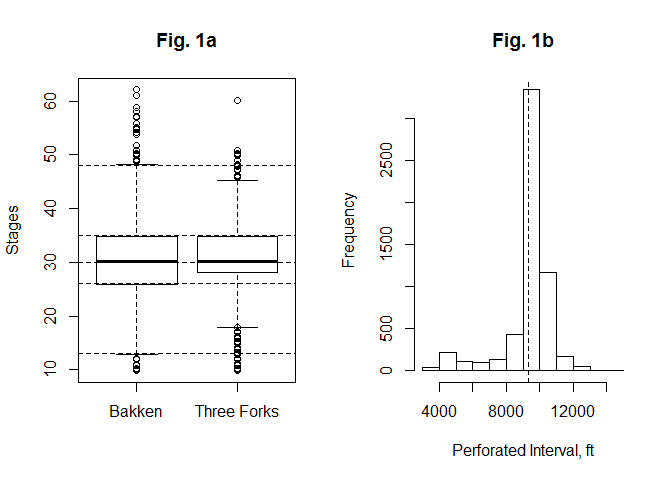 Fig. 1a
Stages
60
50
40
30
20
10
Bakken Three Forks
Fig. 1b
Frequency
2500
1500
500
0
4000 8000 12000
Perforated Interval, ft